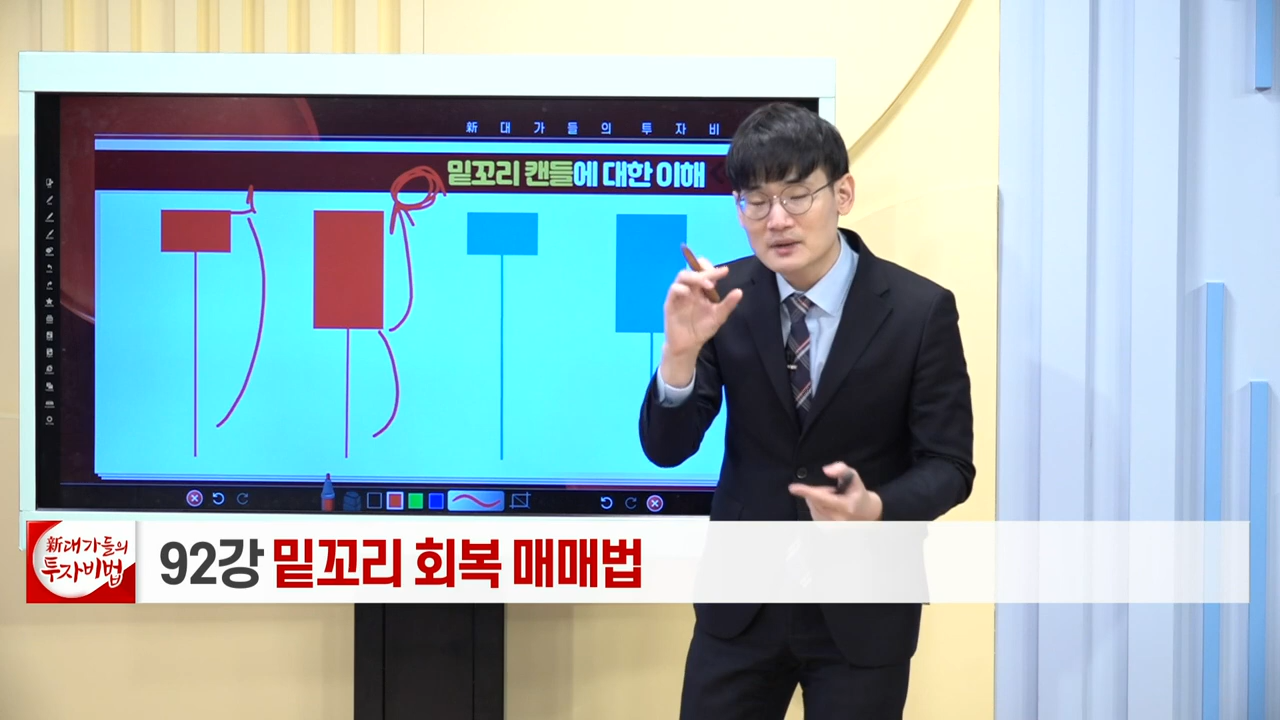 新 대 가 들 의 투 자 비
밑꼬리 캔들에 대한 이해
新대가들의
투자비법
92강 밑꼬리 회복 매매법